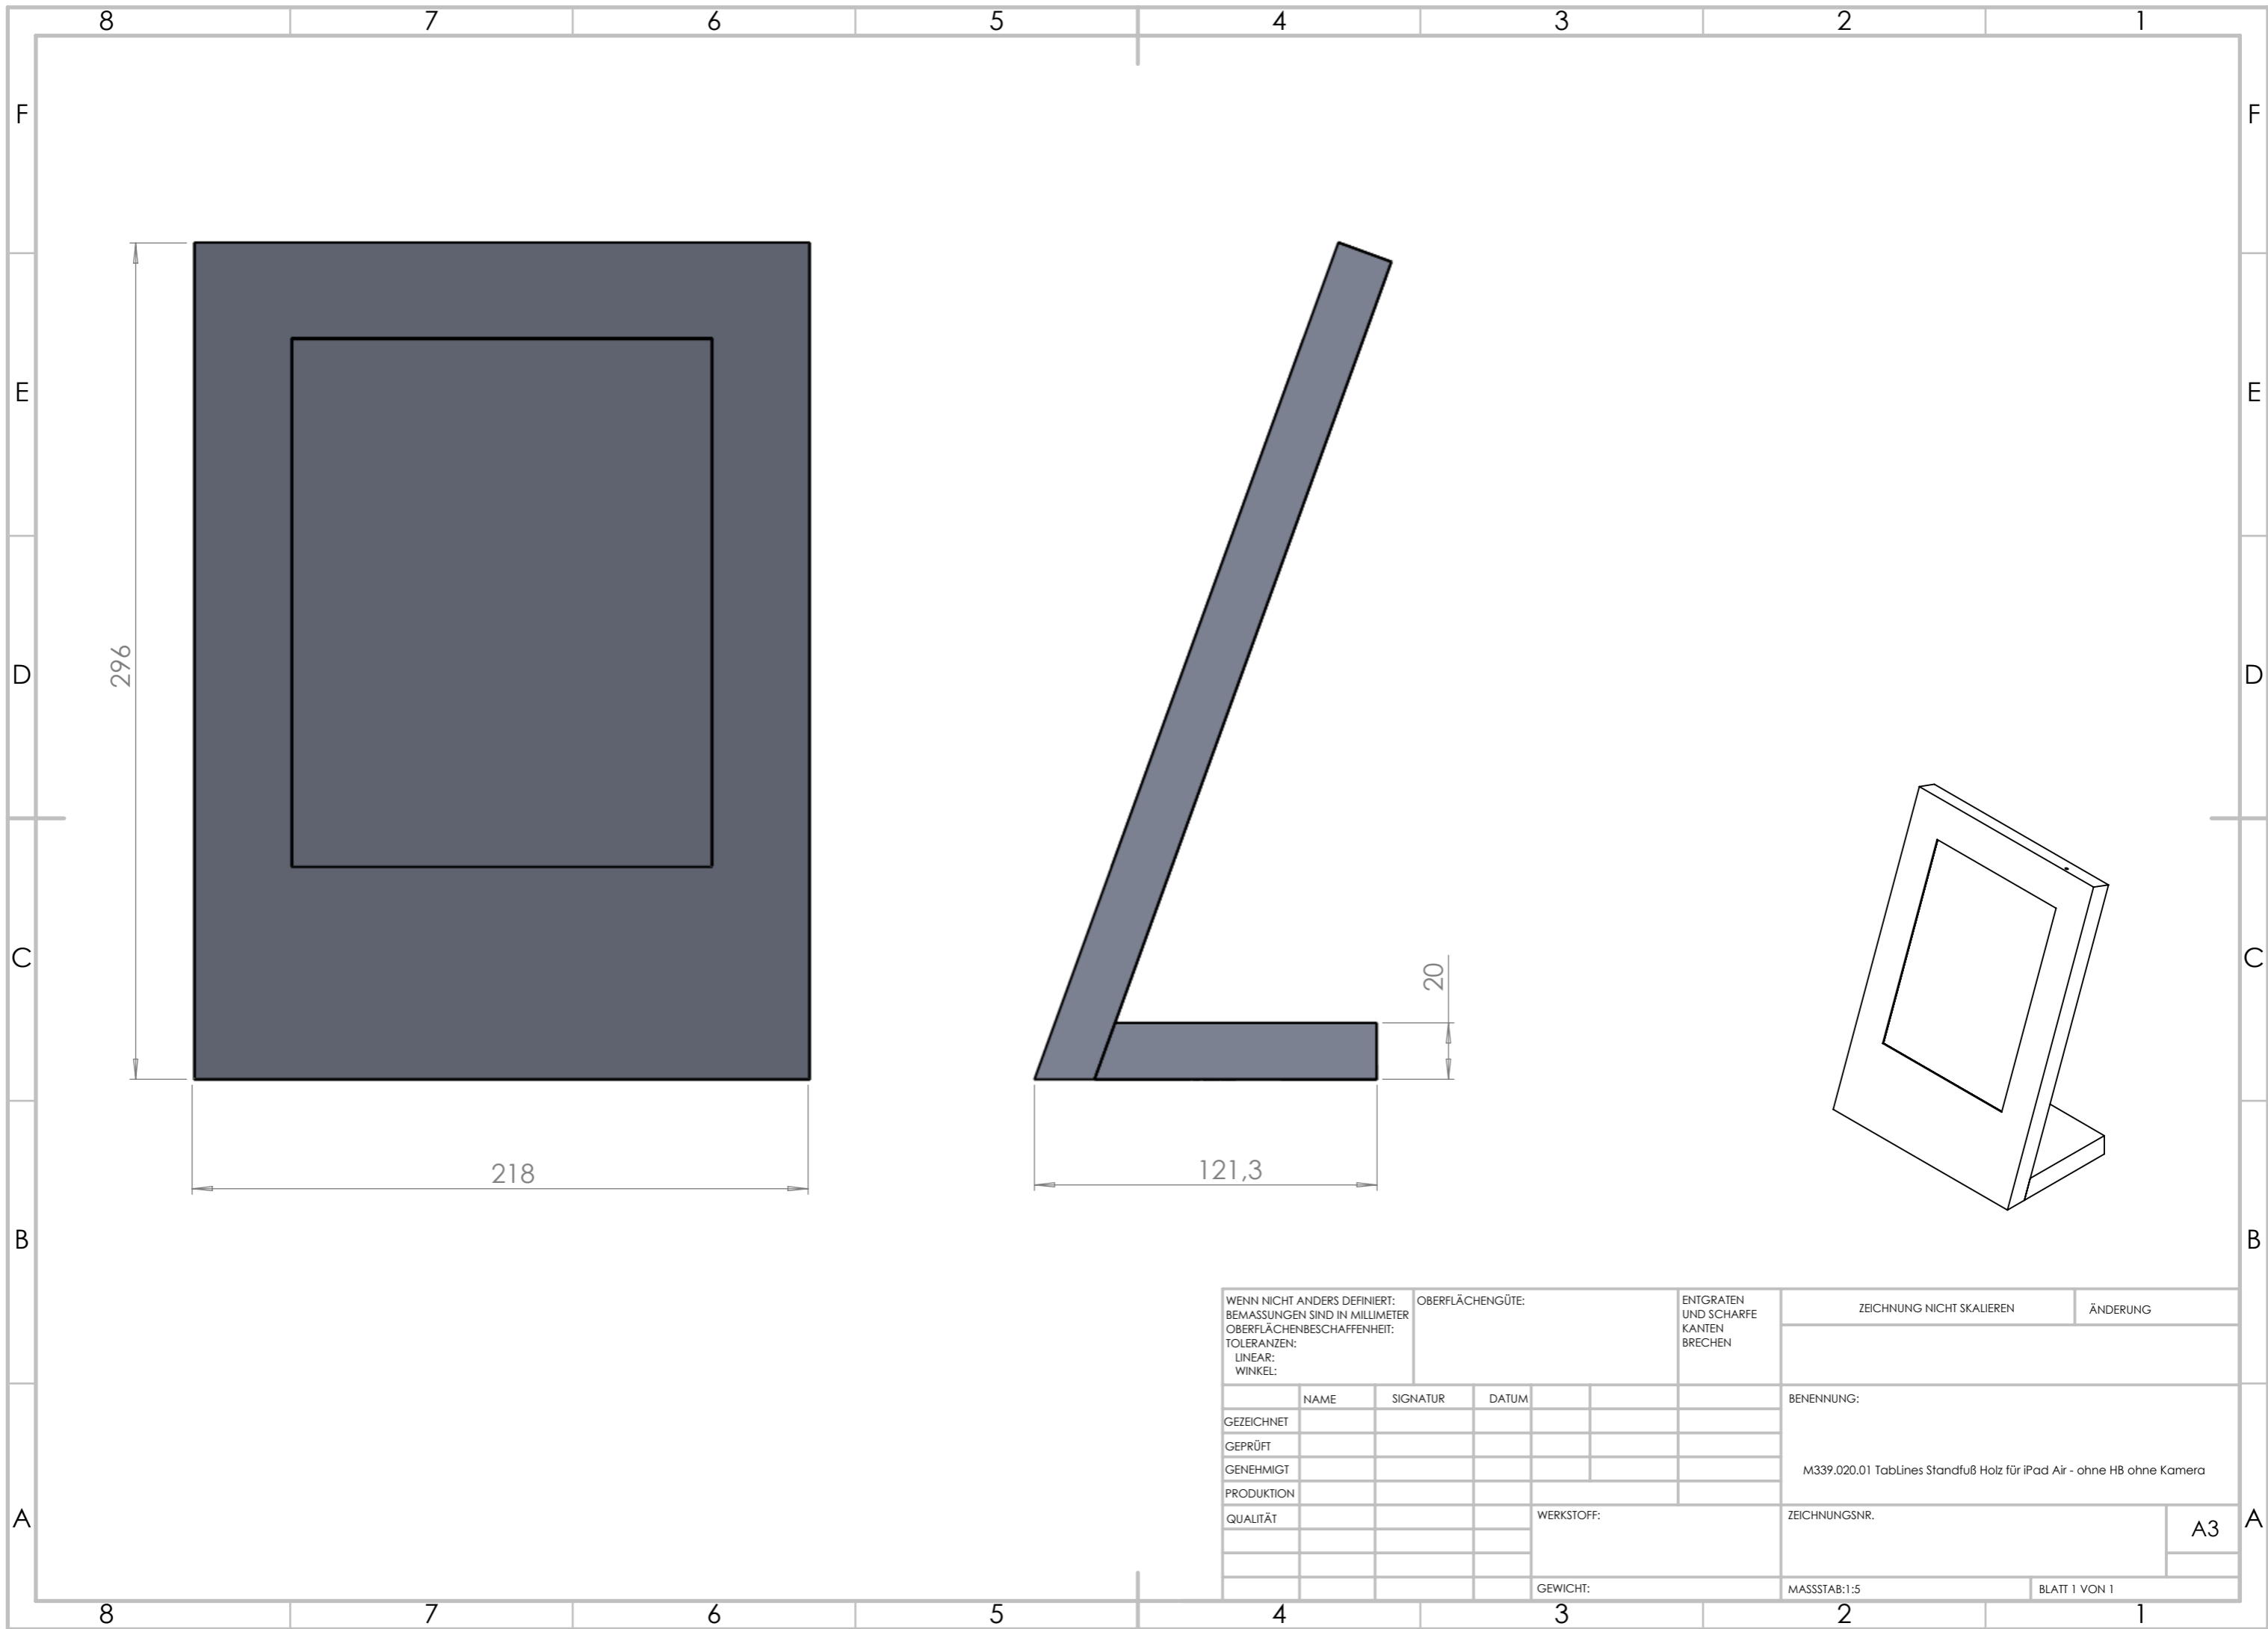 8 7 6 5 4 3 2 1
F F
E E
D D
C C
B B
A A
296
218
121,3
20
WENN NICHT ANDERS DEFINIERT:
BEMASSUNGEN SIND IN MILLIMETER
OBERFLÄCHENBESCHAFFENHEIT:
TOLERANZEN:
LINEAR:
WINKEL:
OBERFLÄCHENGÜTE:
ENTGRATEN
UND SCHARFE
KANTEN
BRECHEN
ZEICHNUNG NICHT SKALIEREN
ÄNDERUNG
NAME SIGNATUR DATUM
GEZEICHNET
GEPRÜFT
GENEHMIGT
PRODUKTION
QUALITÄT
BENENNUNG:
M339.020.01 TabLines Standfuß Holz für iPad Air - ohne HB ohne Kamera
WERKSTOFF:
ZEICHNUNGSNR.
A3
GEWICHT:
MASSSTAB:1:5
BLATT 1 VON 1
8 7 6 5 4 3 2 1